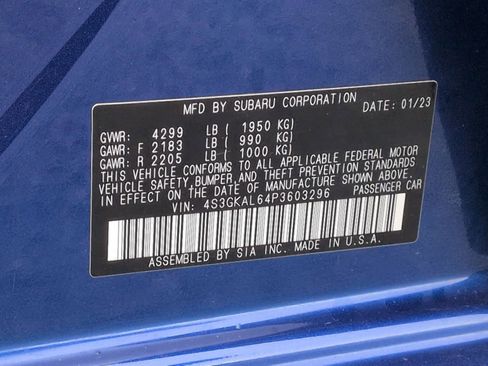 MFD BY SUBARU CORPORATION DATE: 01/23
GVWR: 4299 LB ( 1950 KG)
GAWR: F 2183 LB ( 990 KG)
GAWR: R 2205 LB ( 1000 KG)
THIS VEHICLE CONFORMS TO ALL APPLICABLE FEDERAL MOTOR
VEHICLE SAFETY, BUMPER, AND THEFT PREVENTION STANDARDS
IN EFFECT ON THE DATE OF MANUFACTURE SHOWN ABOVE.
VIN: 4S3GKAL64P3603296 PASSENGER CAR
ASSEMBLED BY SIA INC. MADE IN U.S.A.